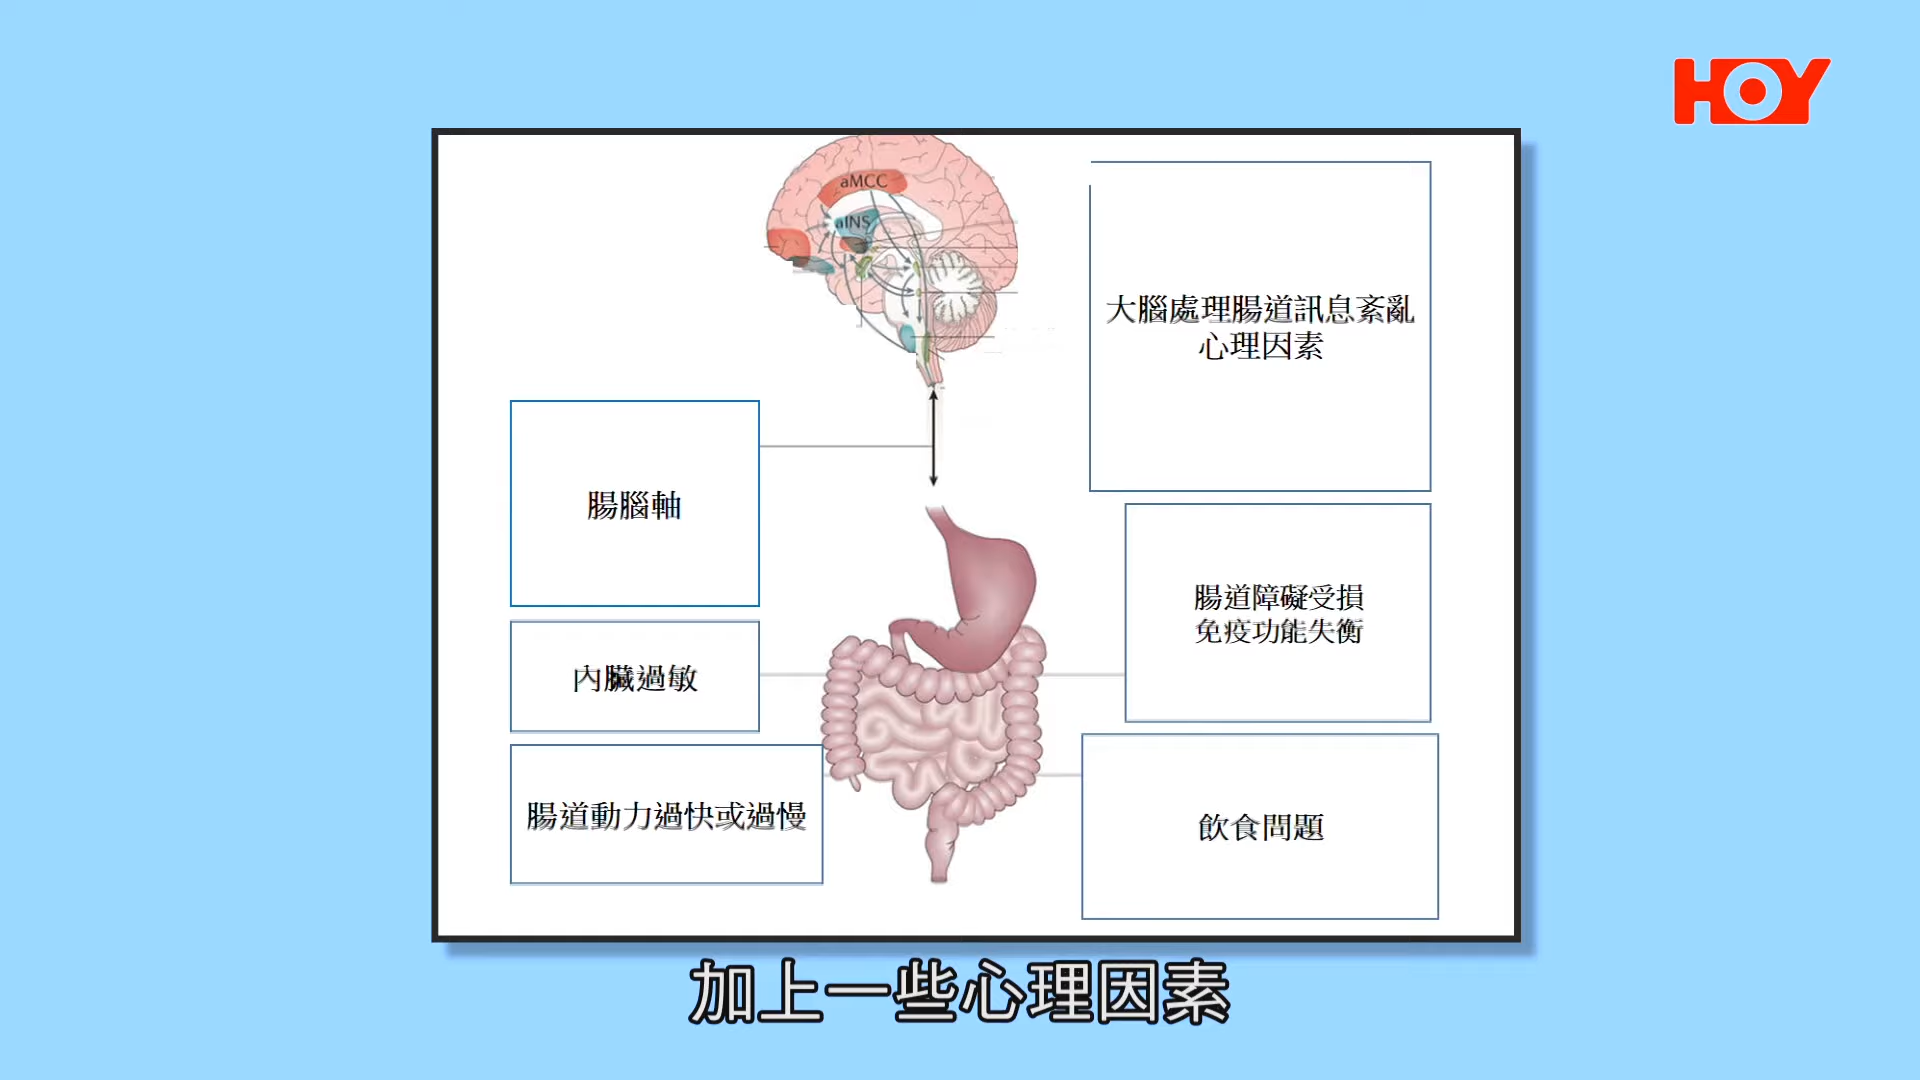 HOY
aMCC
aINS
大腦處理腸道訊息紊亂
心理因素
腸腦軸
腸道障礙受損
免疫功能失衡
內臟過敏
腸道動力過快或過慢
飲食問題
加上一些心理因素